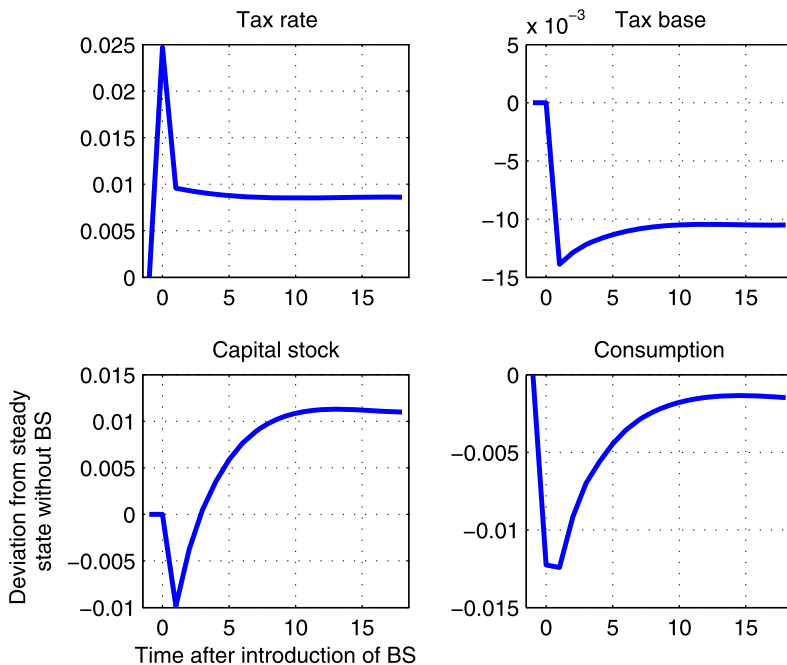 Tax rate
0.025
0.02
0.015
0.01
0.005
0
0 5 10 15
x 10⁻³ Tax base
5
0
−5
−10
−15
0 5 10 15
Capital stock
0.015
0.01
0.005
0
−0.005
−0.01
0 5 10 15
Deviation from steady
state without BS
Time after introduction of BS
Consumption
0
−0.005
−0.01
−0.015
0 5 10 15